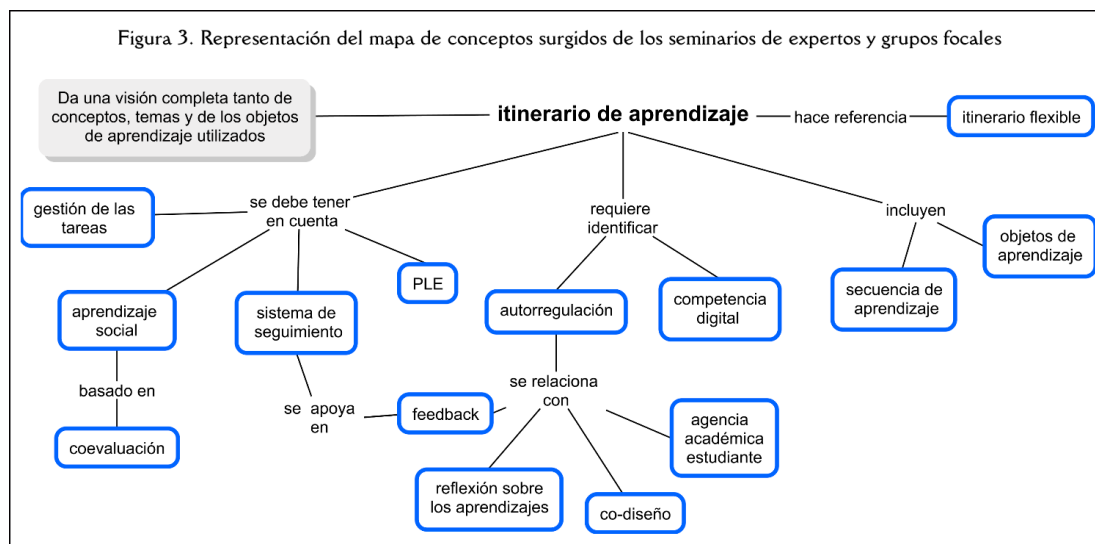 Figura 3. Representación del mapa de conceptos surgidos de los seminarios de expertos y grupos focales
Da una visión completa tanto de
conceptos, temas y de los objetos
de aprendizaje utilizados
itinerario de aprendizaje
hace referencia
itinerario flexible
gestión de las
tareas
se debe tener
en cuenta
requiere
identificar
incluyen
objetos de
aprendizaje
PLE
aprendizaje
social
sistema de
seguimiento
autorregulación
competencia
digital
secuencia de
aprendizaje
basado en
se apoya
en
feedback
se relaciona
con
agencia
académica
estudiante
coevaluación
reflexión sobre
los aprendizajes
co-diseño